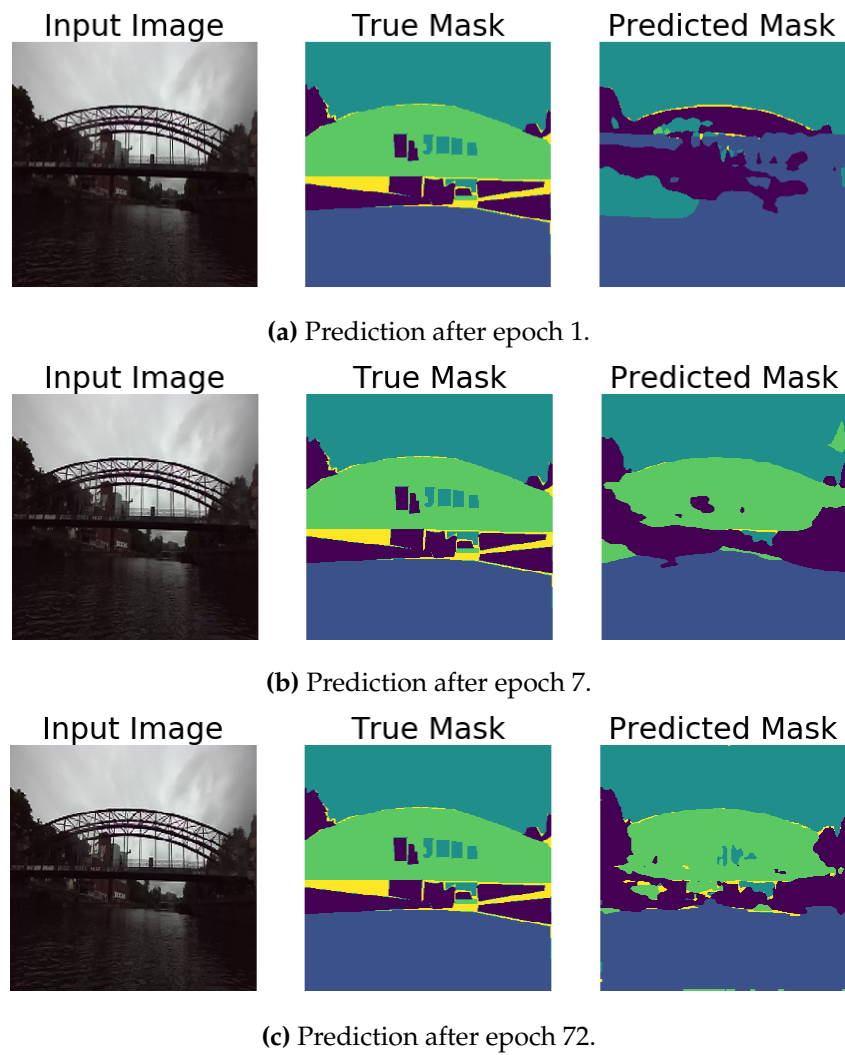 Input Image True Mask Predicted Mask
(a) Prediction after epoch 1.
Input Image True Mask Predicted Mask
(b) Prediction after epoch 7.
Input Image True Mask Predicted Mask
(c) Prediction after epoch 72.